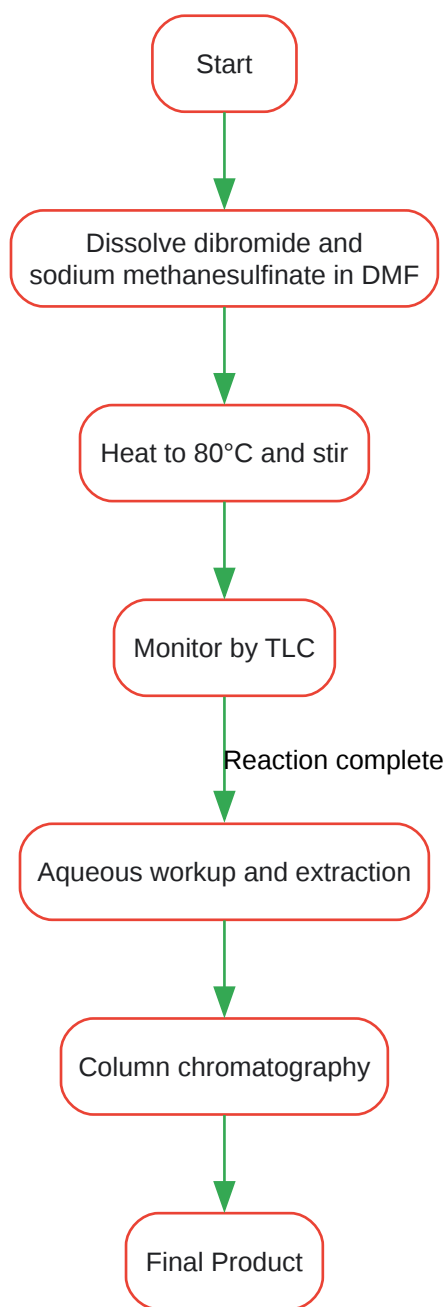 Start
Dissolve dibromide and
sodium methanesulfinate in DMF
Heat to 80°C and stir
Monitor by TLC
Reaction complete
Aqueous workup and extraction
Column chromatography
Final Product